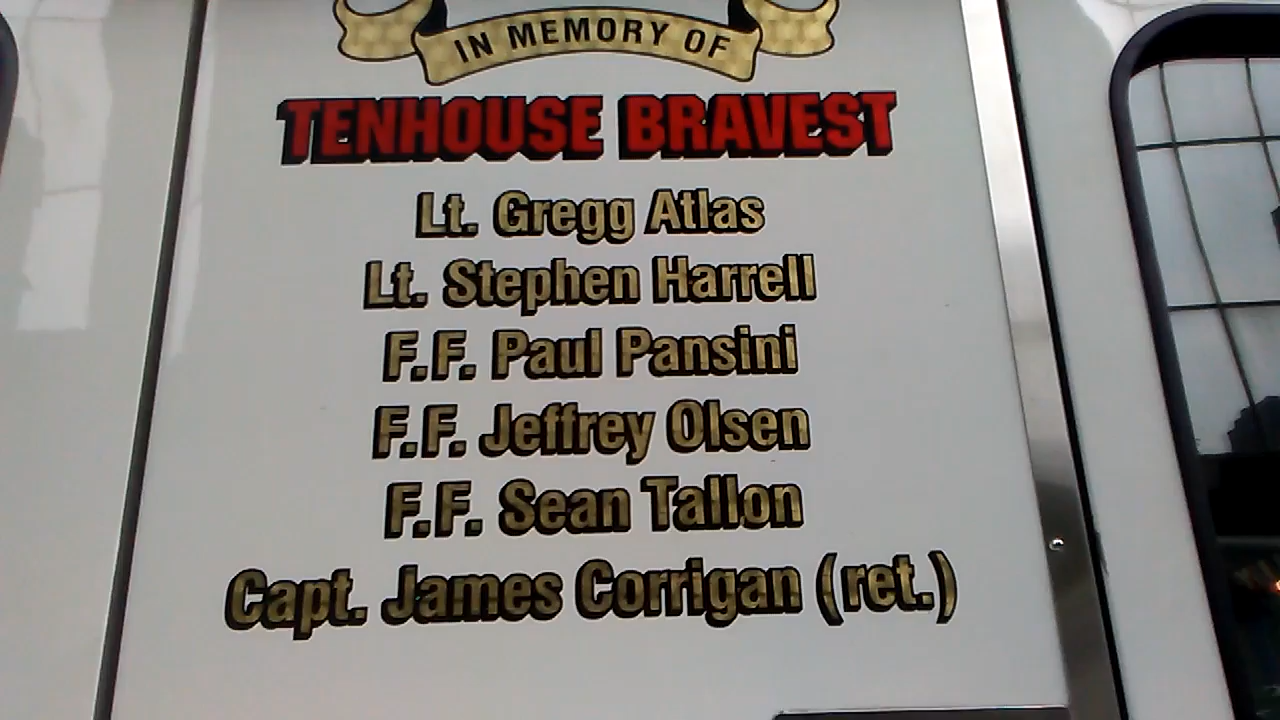 IN MEMORY OF
TENHOUSE BRAVEST
Lt. Gregg Atlas
Lt. Stephen Harrell
F.F. Paul Pansini
F.F. Jeffrey Olsen
F.F. Sean Tallon
Capt. James Corrigan (ret.)